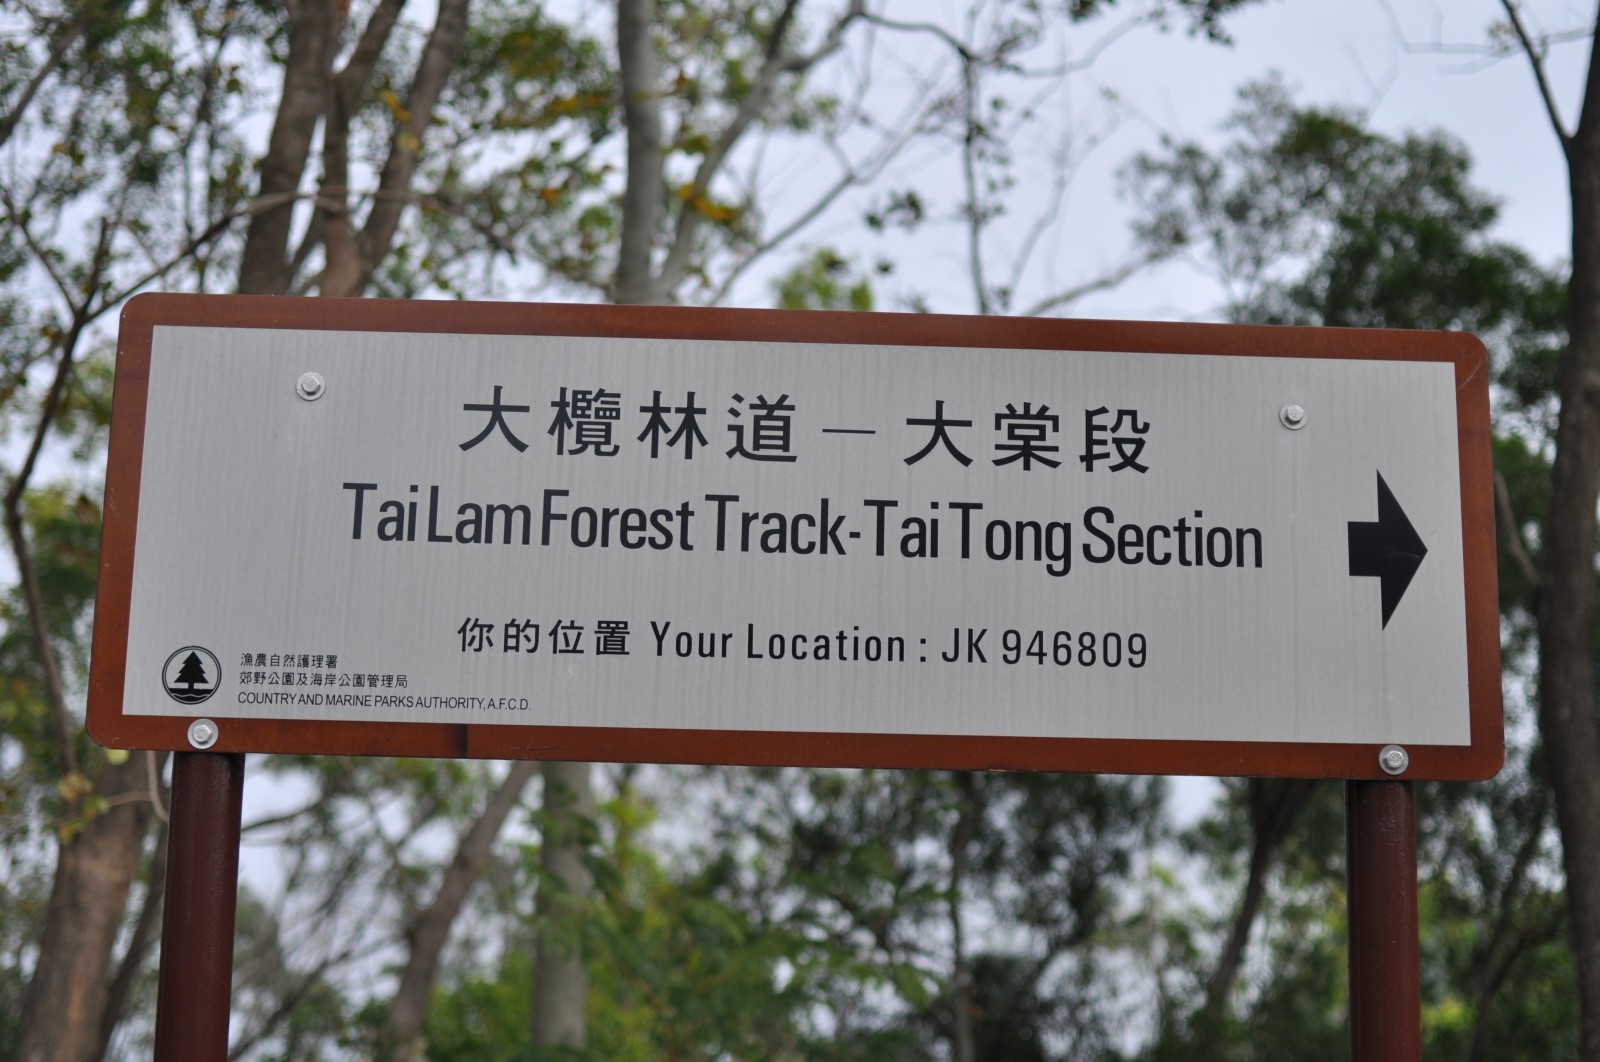 大欖林道－大棠段
Tai Lam Forest Track-Tai Tong Section
你的位置 Your Location : JK 946809
漁農自然護理署
郊野公園及海岸公園管理局
COUNTRY AND MARINE PARKS AUTHORITY, A.F.C.D.